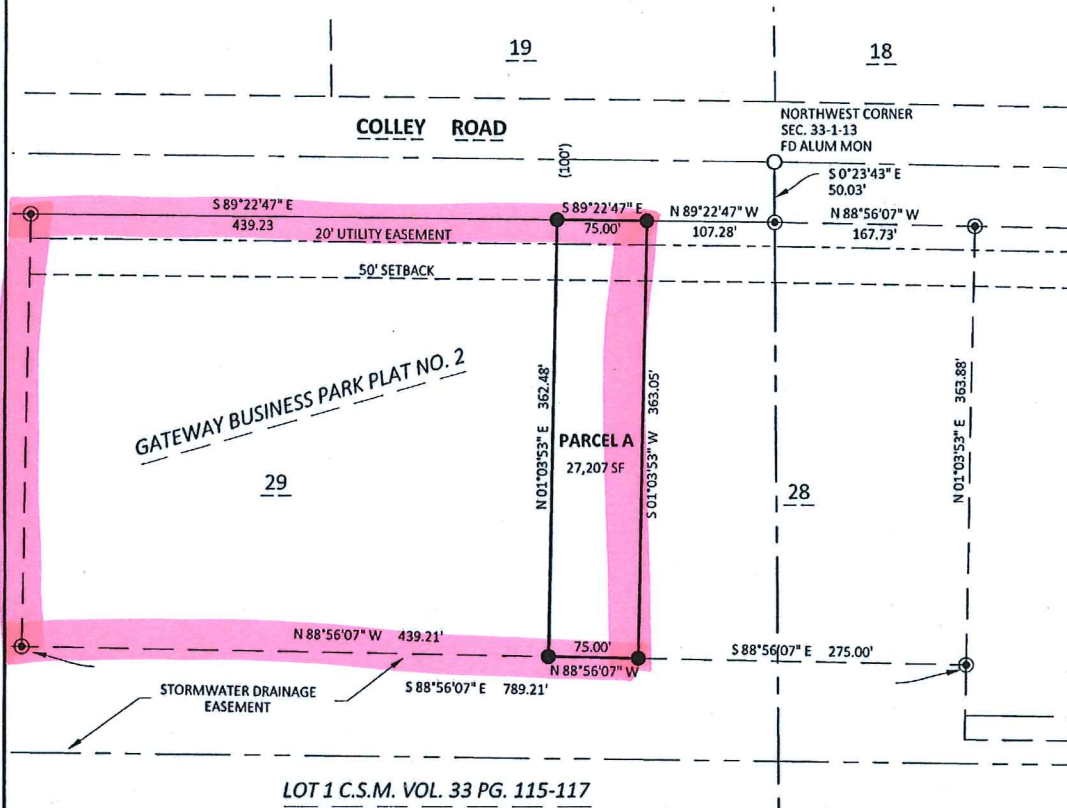 19
18
COLLEY ROAD
(100')
NORTHWEST CORNER
SEC. 33-1-13
FD ALUM MON
S 0°23'43" E
50.03'
S 89°22'47" E
439.23
S 89°22'47" E
75.00'
N 89°22'47" W
107.28'
N 88°56'07" W
167.73'
20' UTILITY EASEMENT
50' SETBACK
GATEWAY BUSINESS PARK PLAT NO. 2
29
N 01°03'53" E 362.48'
PARCEL A
27,207 SF
S 01°03'53" W 363.05'
28
N 01°03'53" E 363.88'
N 88°56'07" W 439.21'
75.00'
N 88°56'07" W
S 88°56'07" E 275.00'
S 88°56'07" E 789.21'
STORMWATER DRAINAGE
EASEMENT
LOT 1 C.S.M. VOL. 33 PG. 115-117